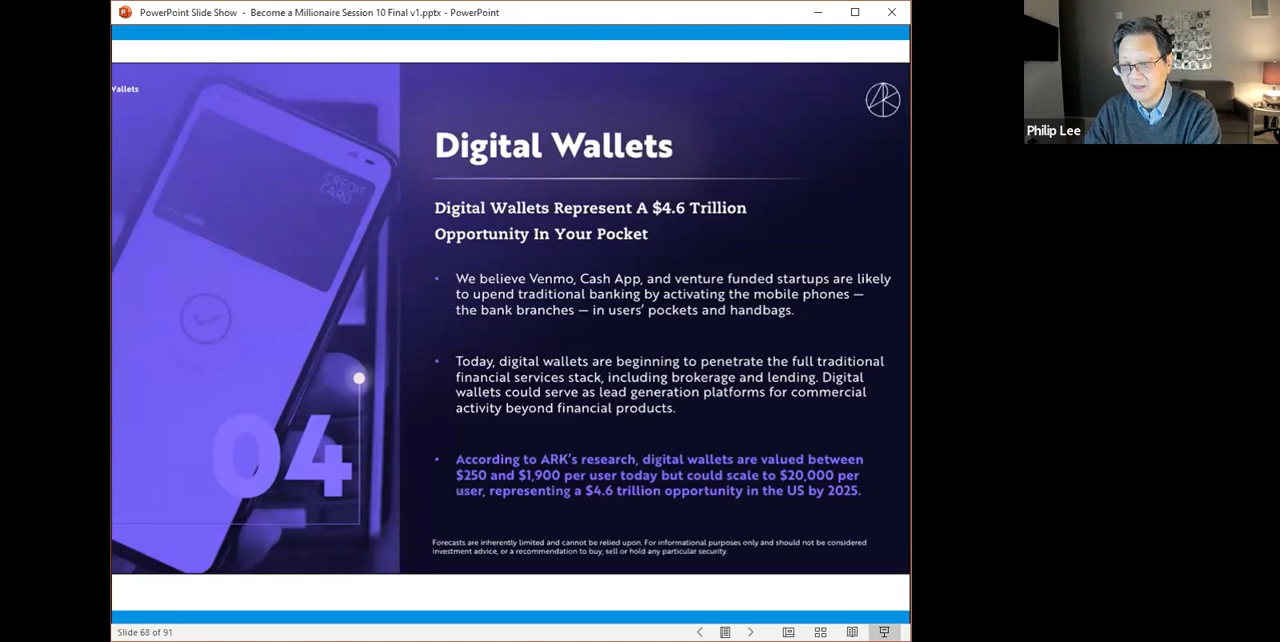 PowerPoint Slide Show - Become a Millionaire Session 10 Final v1.pptx - PowerPoint
Wallets
Digital Wallets
Digital Wallets Represent A $4.6 Trillion
Opportunity In Your Pocket
• We believe Venmo, Cash App, and venture funded startups are likely
to upend traditional banking by activating the mobile phones —
the bank branches — in users' pockets and handbags.
• Today, digital wallets are beginning to penetrate the full traditional
financial services stack, including brokerage and lending. Digital
wallets could serve as lead generation platforms for commercial
activity beyond financial products.
• According to ARK's research, digital wallets are valued between
$250 and $1,900 per user today but could scale to $20,000 per
user, representing a $4.6 trillion opportunity in the US by 2025.
Forecasts are inherently limited and cannot be relied upon. For informational purposes only and should not be considered
investment advice, or a recommendation to buy, sell or hold any particular security.
CREDIT
CARD
04
Slide 68 of 91
Philip Lee